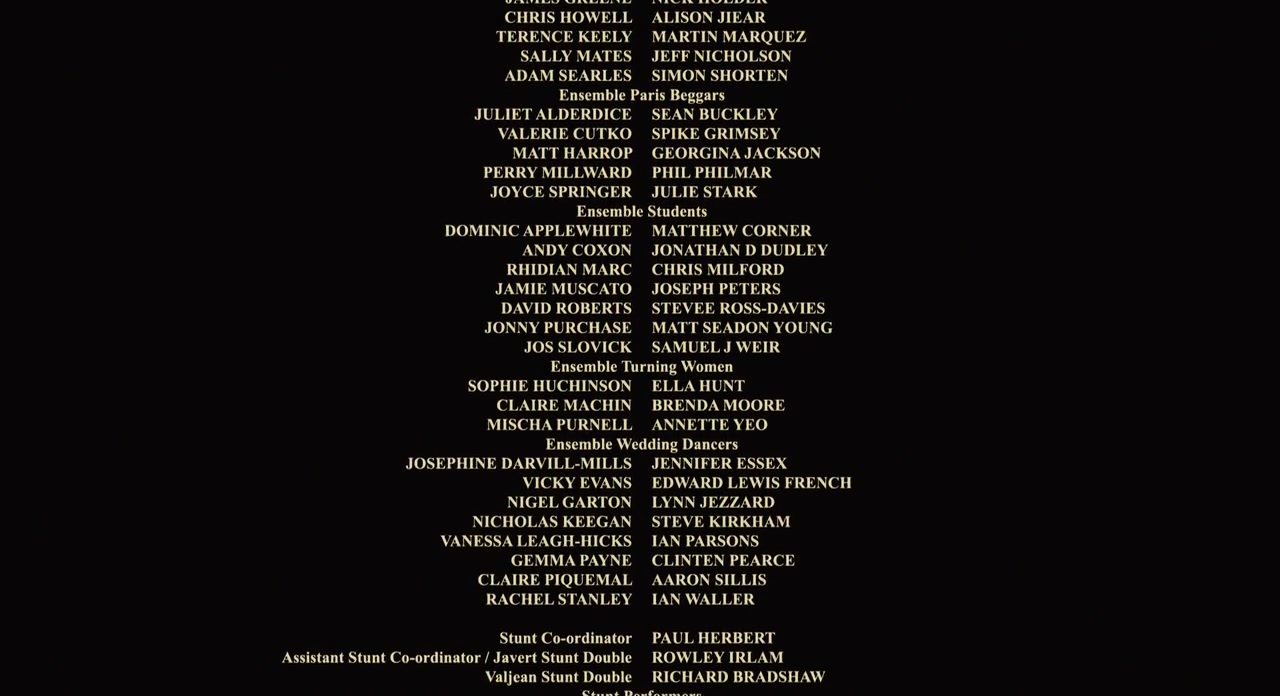 JAMES GREENE NICK HOLDER
CHRIS HOWELL ALISON JIEAR
TERENCE KEELY MARTIN MARQUEZ
SALLY MATES JEFF NICHOLSON
ADAM SEARLES SIMON SHORTEN
Ensemble Paris Beggars
JULIET ALDERDICE SEAN BUCKLEY
VALERIE CUTKO SPIKE GRIMSEY
MATT HARROP GEORGINA JACKSON
PERRY MILLWARD PHIL PHILMAR
JOYCE SPRINGER JULIE STARK
Ensemble Students
DOMINIC APPLEWHITE MATTHEW CORNER
ANDY COXON JONATHAN D DUDLEY
RHIDIAN MARC CHRIS MILFORD
JAMIE MUSCATO JOSEPH PETERS
DAVID ROBERTS STEVEE ROSS-DAVIES
JONNY PURCHASE MATT SEADON YOUNG
JOS SLOVICK SAMUEL J WEIR
Ensemble Turning Women
SOPHIE HUCHINSON ELLA HUNT
CLAIRE MACHIN BRENDA MOORE
MISCHA PURNELL ANNETTE YEO
Ensemble Wedding Dancers
JOSEPHINE DARVILL-MILLS JENNIFER ESSEX
VICKY EVANS EDWARD LEWIS FRENCH
NIGEL GARTON LYNN JEZZARD
NICHOLAS KEEGAN STEVE KIRKHAM
VANESSA LEAGH-HICKS IAN PARSONS
GEMMA PAYNE CLINTEN PEARCE
CLAIRE PIQUEMAL AARON SILLIS
RACHEL STANLEY IAN WALLER
Stunt Co-ordinator PAUL HERBERT
Assistant Stunt Co-ordinator / Javert Stunt Double ROWLEY IRLAM
Valjean Stunt Double RICHARD BRADSHAW
Stunt Performers